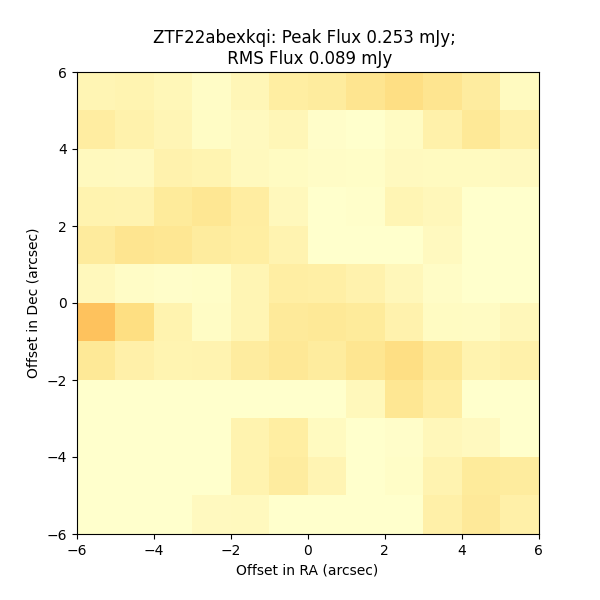 ZTF22abexkqi: Peak Flux 0.253 mJy;
RMS Flux 0.089 mJy
6
4
2
0
−2
−4
−6
Offset in Dec (arcsec)
−6 −4 −2 0 2 4 6
Offset in RA (arcsec)